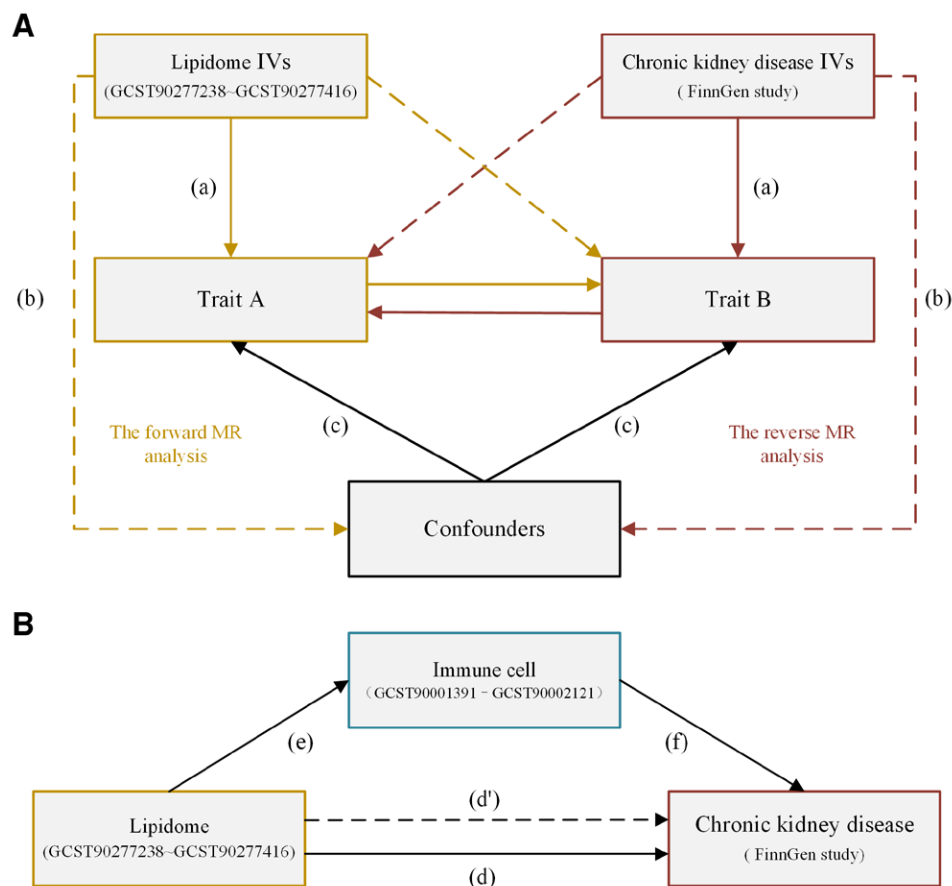 A
Lipidome IVs
(GCST90277238~GCST90277416)
Chronic kidney disease IVs
( FinnGen study)
(a)
(a)
(b)
Trait A
Trait B
(b)
(c)
(c)
The forward MR
analysis
The reverse MR
analysis
Confounders
B
Immune cell
(GCST90001391 - GCST90002121)
(e)
(f)
(d')
Lipidome
(GCST90277238~GCST90277416)
Chronic kidney disease
( FinnGen study)
(d)